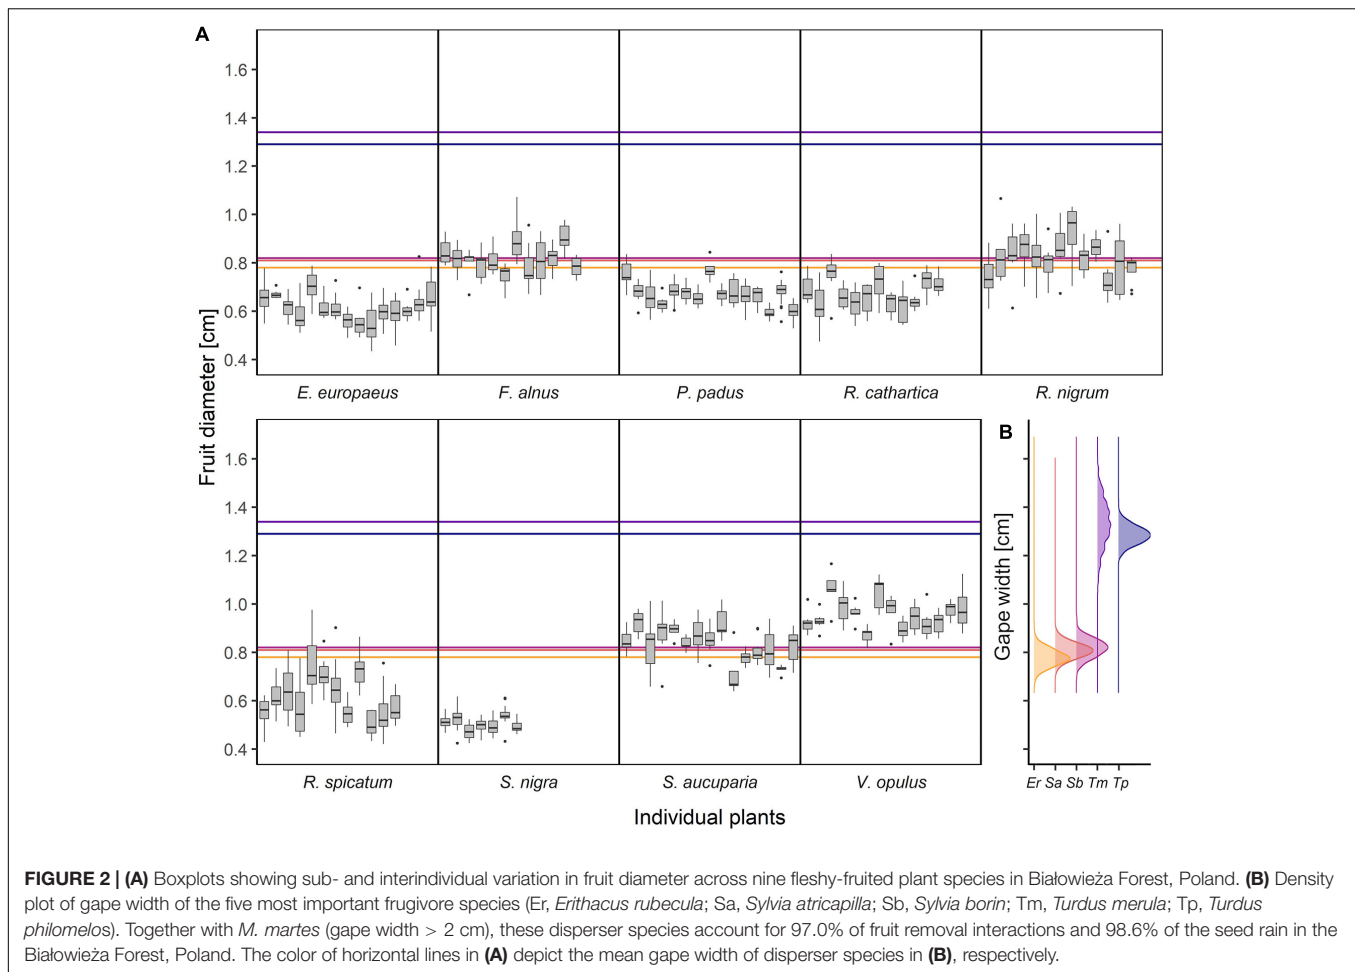 A
1.6
1.4
1.2
1.0
0.8
0.6
0.4
E. europaeus F. alnus P. padus R. cathartica R. nigrum
Fruit diameter [cm]
1.6
1.4
1.2
1.0
0.8
0.6
0.4
R. spicatum S. nigra S. aucuparia V. opulus
Individual plants
B
Gape width [cm]
Er Sa Sb Tm Tp
FIGURE 2 | (A) Boxplots showing sub- and interindividual variation in fruit diameter across nine fleshy-fruited plant species in Białowieża Forest, Poland. (B) Density
plot of gape width of the five most important frugivore species (Er, Erithacus rubecula; Sa, Sylvia atricapilla; Sb, Sylvia borin; Tm, Turdus merula; Tp, Turdus
philomelos). Together with M. martes (gape width > 2 cm), these disperser species account for 97.0% of fruit removal interactions and 98.6% of the seed rain in the
Białowieża Forest, Poland. The color of horizontal lines in (A) depict the mean gape width of disperser species in (B), respectively.